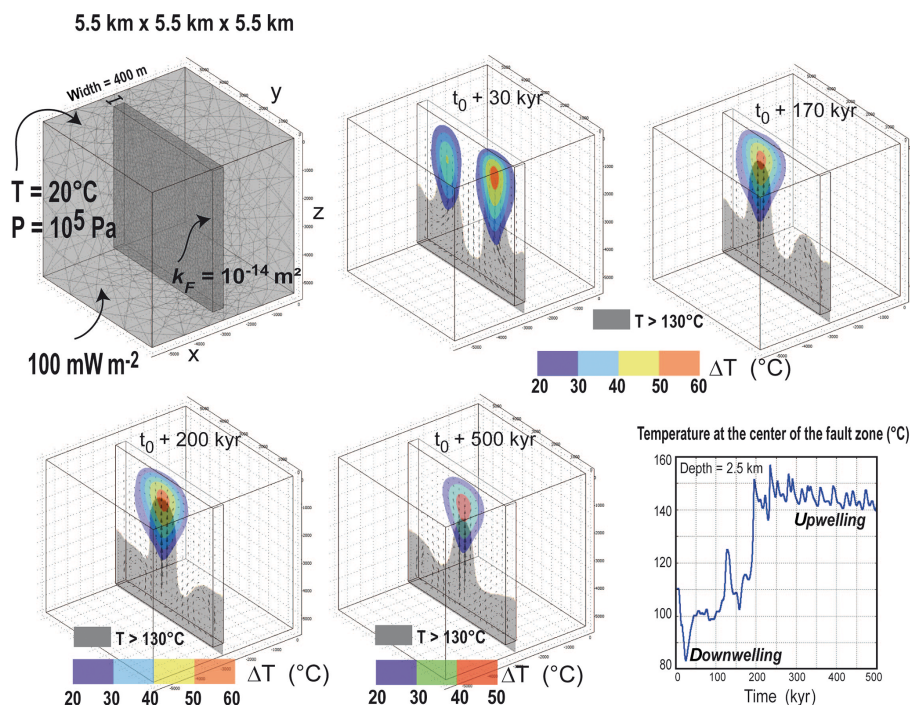 5.5 km x 5.5 km x 5.5 km
Width = 400 m
y
T = 20°C
P = 10⁵ Pa
z
k_F = 10⁻¹⁴ m²
x
100 mW m⁻²
t₀ + 30 kyr
t₀ + 170 kyr
T > 130°C
ΔT (°C)
20 30 40 50 60
t₀ + 200 kyr
T > 130°C
ΔT (°C)
20 30 40 50 60
t₀ + 500 kyr
T > 130°C
ΔT (°C)
20 30 40 50
Temperature at the center of the fault zone (°C)
160
Depth = 2.5 km
140
Upwelling
120
100
Downwelling
80
0 100 200 300 400 500
Time (kyr)